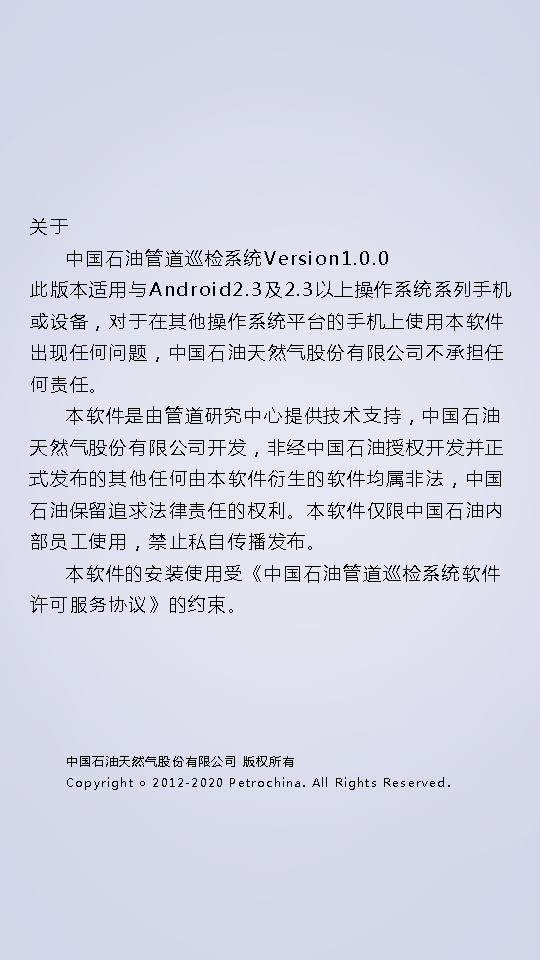 关于
中国石油管道巡检系统Version1.0.0
此版本适用与Android2.3及2.3以上操作系统系列手机
或设备，对于在其他操作系统平台的手机上使用本软件
出现任何问题，中国石油天然气股份有限公司不承担任
何责任。
本软件是由管道研究中心提供技术支持，中国石油
天然气股份有限公司开发，非经中国石油授权开发并正
式发布的其他任何由本软件衍生的软件均属非法，中国
石油保留追求法律责任的权利。本软件仅限中国石油内
部员工使用，禁止私自传播发布。
本软件的安装使用受《中国石油管道巡检系统软件
许可服务协议》的约束。
中国石油天然气股份有限公司 版权所有
Copyright © 2012-2020 Petrochina. All Rights Reserved.